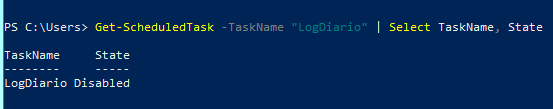 PS C:\Users> Get-ScheduledTask -TaskName "LogDiario" | Select TaskName, State
TaskName State
-------- -----
LogDiario Disabled